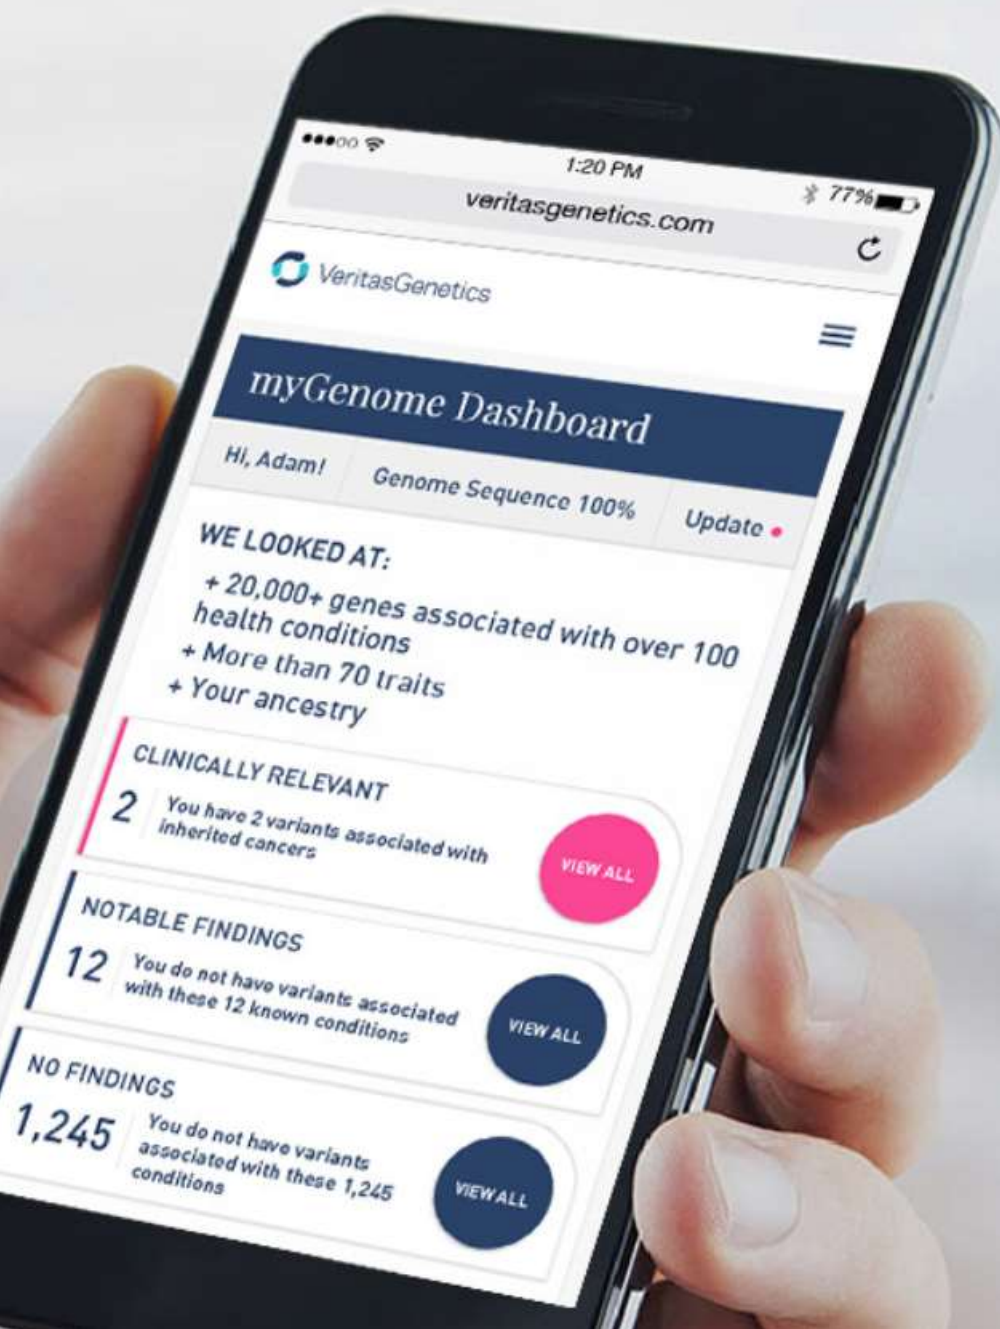 1:20 PM
77%
veritasgenetics.com
VeritasGenetics
myGenome Dashboard
Hi, Adam!
Genome Sequence 100%
Update
WE LOOKED AT:
+ 20,000+ genes associated with over 100
health conditions
+ More than 70 traits
+ Your ancestry
CLINICALLY RELEVANT
2
You have 2 variants associated with
inherited cancers
VIEW ALL
NOTABLE FINDINGS
12
You do not have variants associated
with these 12 known conditions
VIEW ALL
NO FINDINGS
1,245
You do not have variants
associated with these 1,245
conditions
VIEW ALL